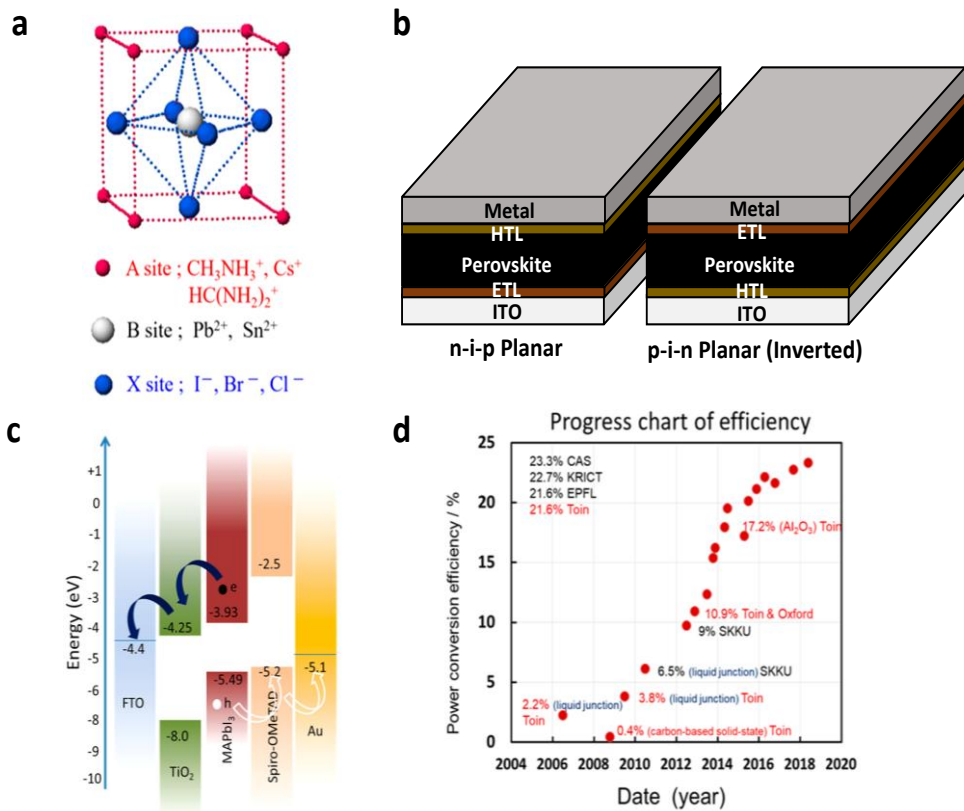 a
A site ; CH₃NH₃⁺, Cs⁺
HC(NH₂)₂⁺
B site ; Pb²⁺, Sn²⁺
X site ; I⁻, Br⁻, Cl⁻
b
Metal
HTL
Perovskite
ETL
ITO
n-i-p Planar
Metal
ETL
Perovskite
HTL
ITO
p-i-n Planar (Inverted)
c
Energy (eV)
+1
0
-1
-2
-3
-4
-5
-6
-8
-9
-10
-4.4
FTO
-4.25
-8.0
TiO₂
e
-3.93
-5.49
h
MAPbI₃
-2.5
-5.2
Spiro-OMeTAD
-5.1
Au
d
Progress chart of efficiency
Power conversion efficiency / %
25
20
15
10
5
0
23.3% CAS
22.7% KRICT
21.6% EPFL
21.6% Toin
17.2% (Al₂O₃) Toin
10.9% Toin & Oxford
9% SKKU
6.5% (liquid junction) SKKU
2.2% (liquid junction)
Toin
3.8% (liquid junction) Toin
0.4% (carbon-based solid-state) Toin
2004 2006 2008 2010 2012 2014 2016 2018 2020
Date (year)